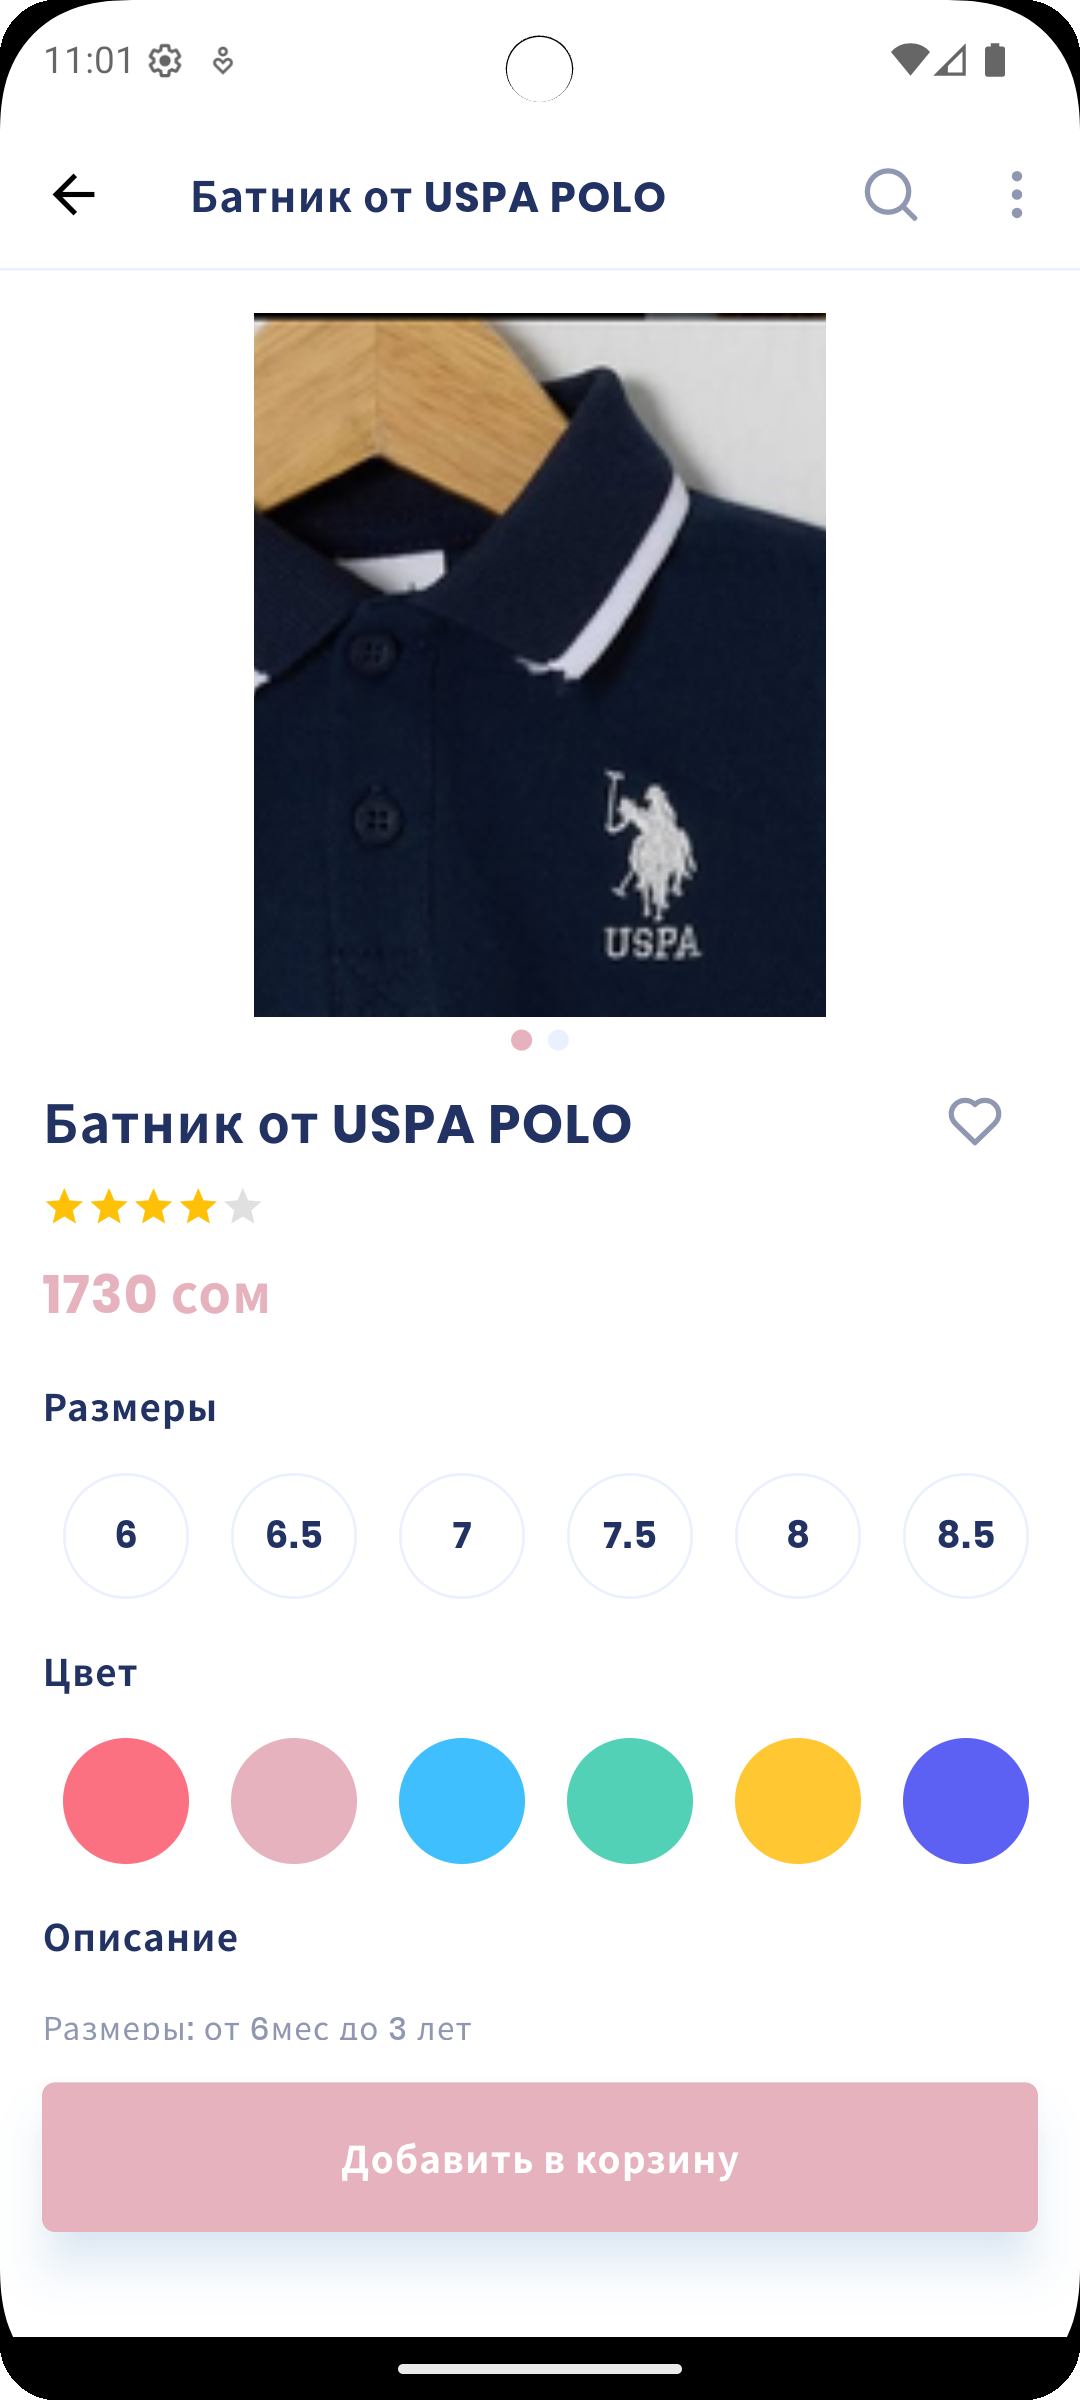 11:01
Батник от USPA POLO
USPA
Батник от USPA POLO
1730 сом
Размеры
6 6.5 7 7.5 8 8.5
Цвет
Описание
Размеры: от 6мес до 3 лет
Добавить в корзину